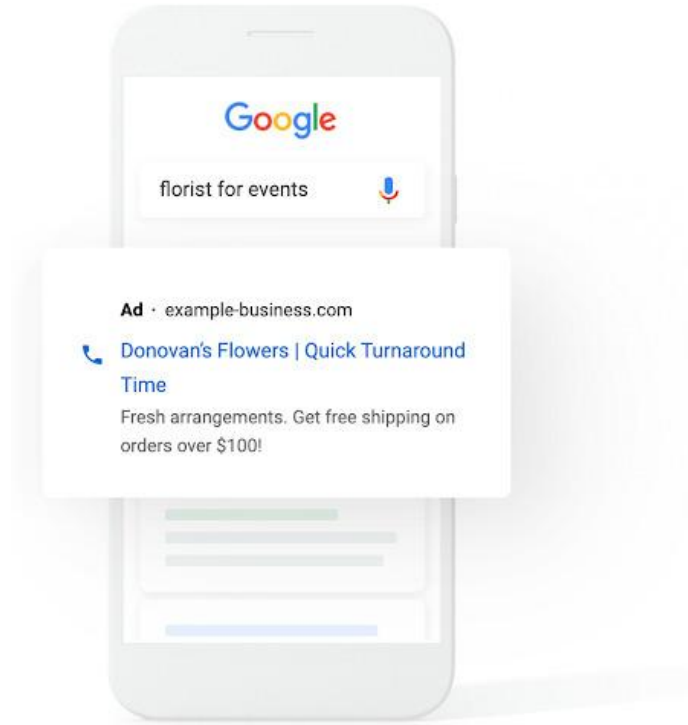 Google
florist for events
Ad · example-business.com
Donovan's Flowers | Quick Turnaround
Time
Fresh arrangements. Get free shipping on
orders over $100!